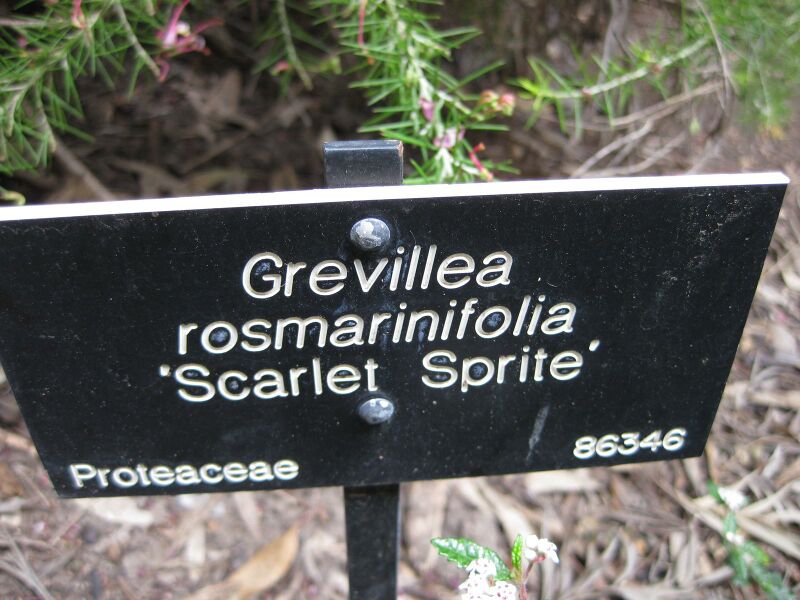 Grevillea
rosmarinifolia
'Scarlet Sprite'
Proteaceae
86346